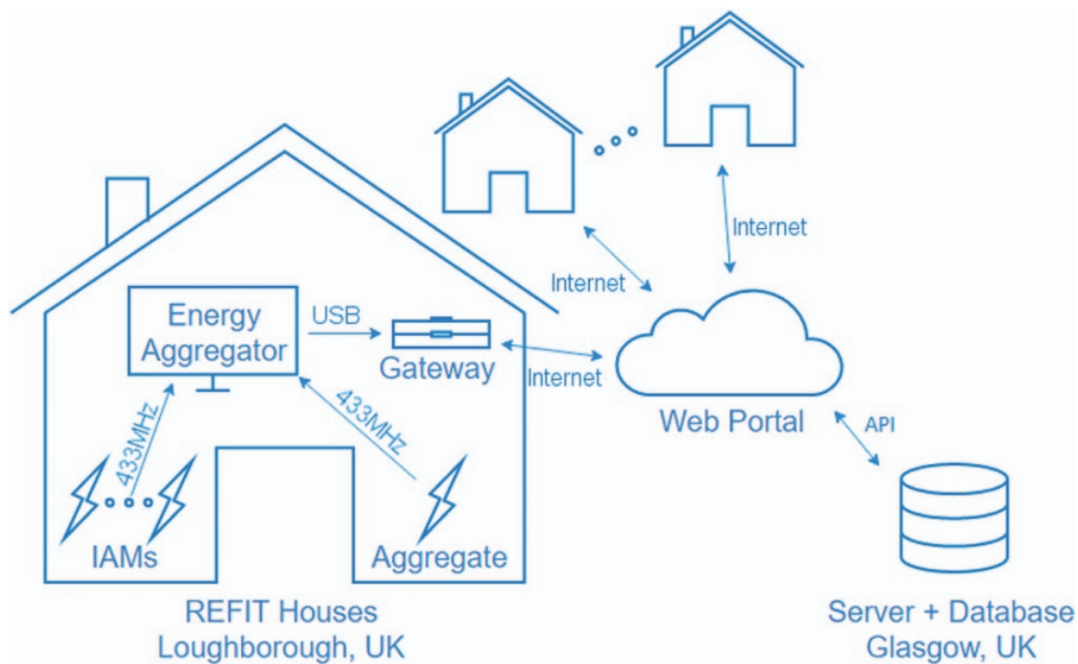 Internet
Internet
Energy
Aggregator
USB
Gateway
Internet
433MHz
433MHz
Web Portal
API
IAMs
Aggregate
REFIT Houses
Loughborough, UK
Server + Database
Glasgow, UK